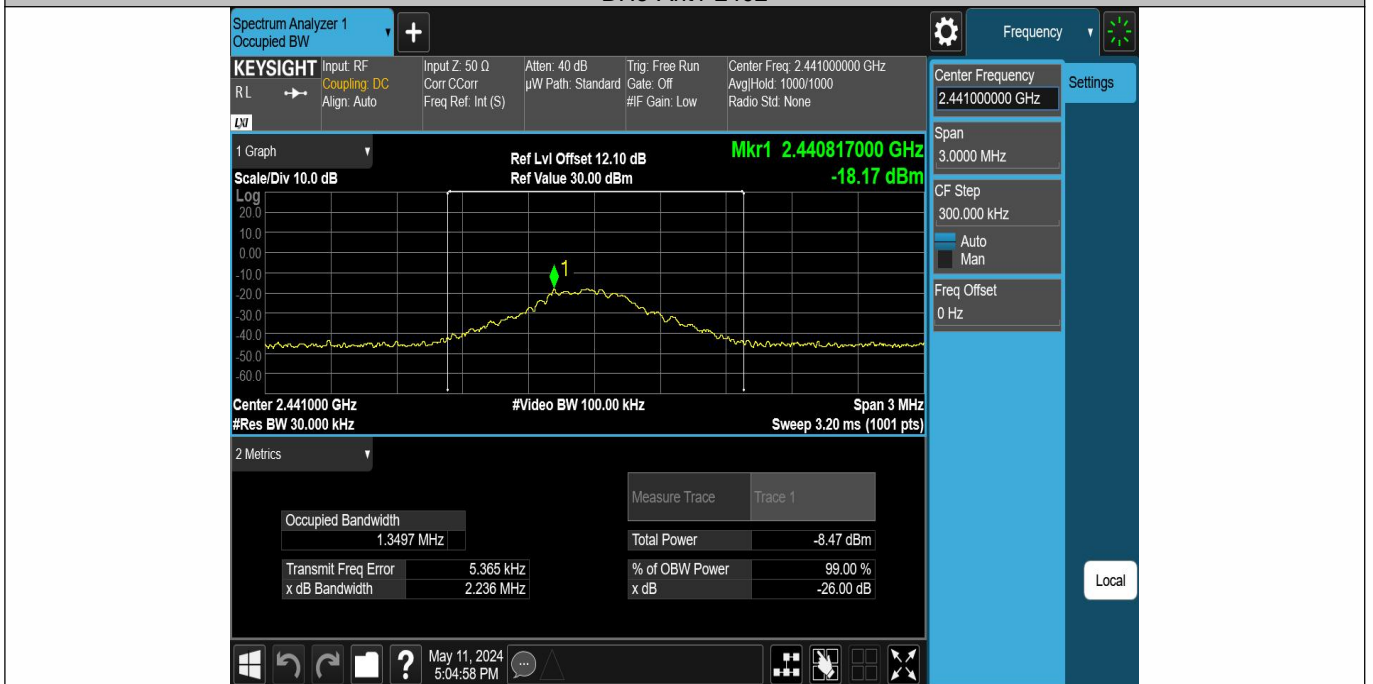 Spectrum Analyzer 1
Occupied BW
Frequency
KEYSIGHT
R L
LXI
Input: RF
Coupling: DC
Align: Auto
Input Z: 50 Ω
Corr CCorr
Freq Ref: Int (S)
Atten: 40 dB
µW Path: Standard
Trig: Free Run
Gate: Off
#IF Gain: Low
Center Freq: 2.441000000 GHz
Avg|Hold: 1000/1000
Radio Std: None
Center Frequency
2.441000000 GHz
Settings
Span
3.0000 MHz
CF Step
300.000 kHz
Auto
Man
Freq Offset
0 Hz
Local
1 Graph
Scale/Div 10.0 dB
Ref Lvl Offset 12.10 dB
Ref Value 30.00 dBm
Mkr1 2.440817000 GHz
-18.17 dBm
Log
20.0
10.0
0.00
-10.0
-20.0
-30.0
-40.0
-50.0
-60.0
1
Center 2.441000 GHz
#Res BW 30.000 kHz
#Video BW 100.00 kHz
Span 3 MHz
Sweep 3.20 ms (1001 pts)
2 Metrics
Measure Trace Trace 1
Occupied Bandwidth
1.3497 MHz
Total Power -8.47 dBm
Transmit Freq Error 5.365 kHz
% of OBW Power 99.00 %
x dB Bandwidth 2.236 MHz
x dB -26.00 dB
May 11, 2024
5:04:58 PM